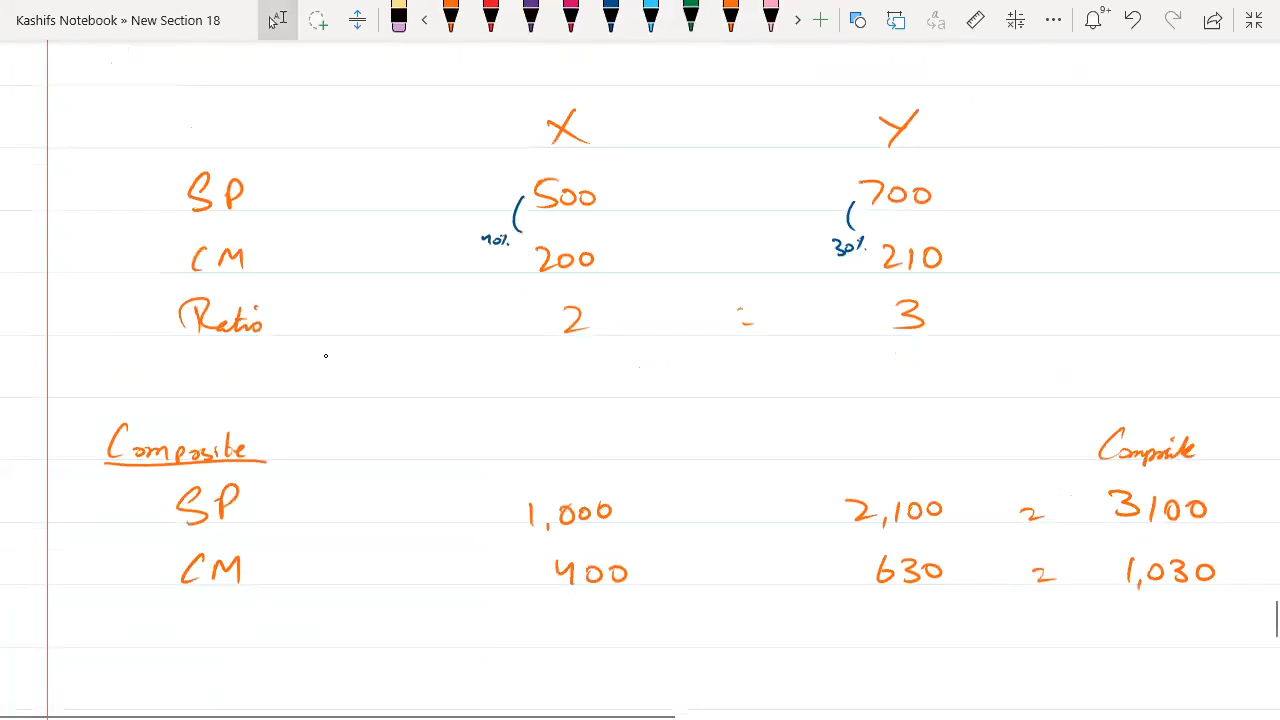 Kashifs Notebook » New Section 18
9+
X Y
SP 500 700
40% 30%
CM 200 210
Ratio 2 : 3
Composite Composite
SP 1,000 2,100 = 3100
CM 400 630 = 1,030